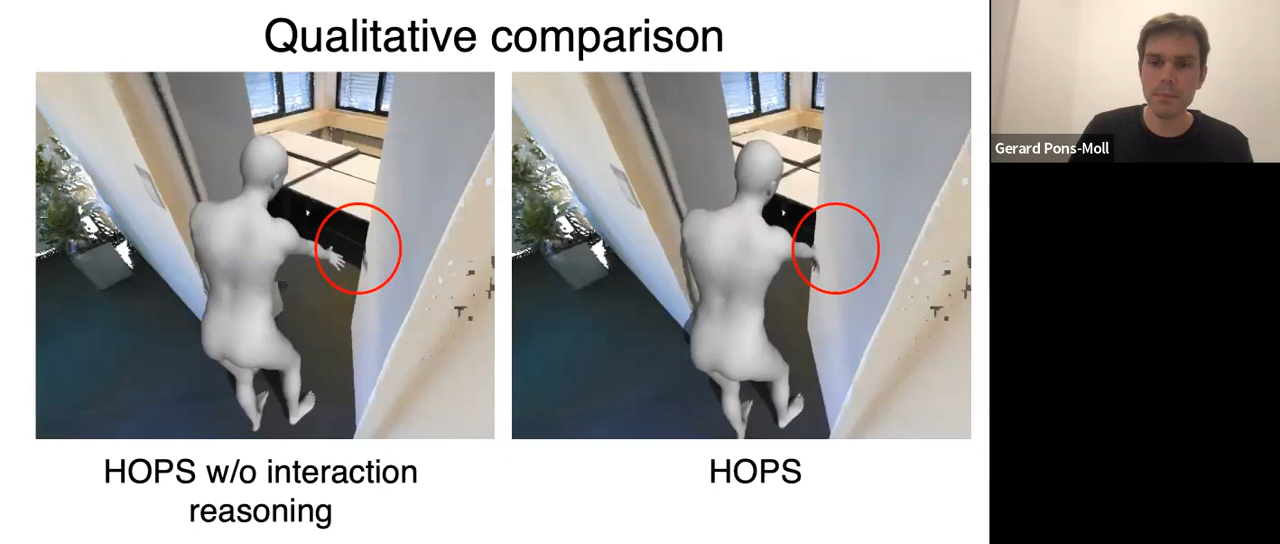 Qualitative comparison
Gerard Pons-Moll
HOPS w/o interaction
reasoning
HOPS